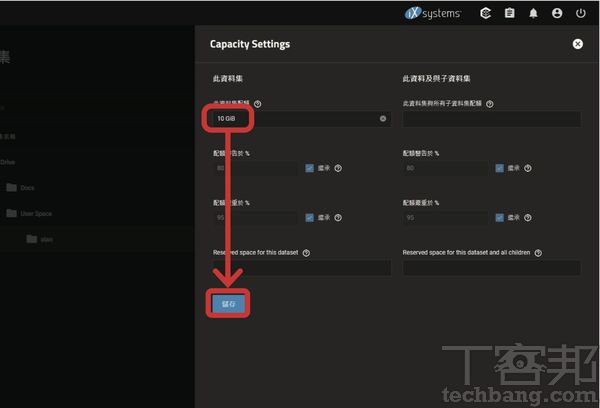 iX systems
Capacity Settings
集
名稱
Drive
Docs
User Space
alan
此資料集
此資料及與子資料集
此資料集配額
此資料集與所有子資料集配額
10 GiB
配額警告於 %
配額警告於 %
80
繼承
80
繼承
配額嚴重於 %
配額嚴重於 %
95
繼承
95
繼承
Reserved space for this dataset
Reserved space for this dataset and all children
儲存
T客邦
techbang.com